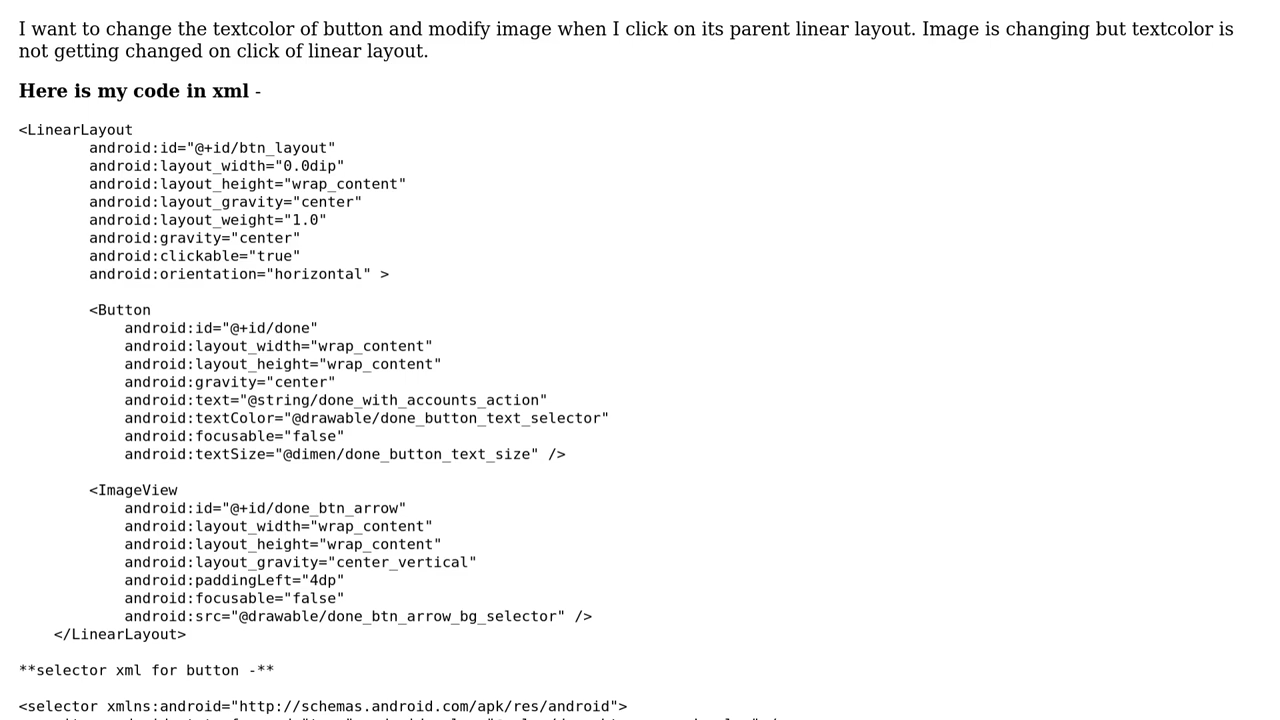 I want to change the textcolor of button and modify image when I click on its parent linear layout. Image is changing but textcolor is
not getting changed on click of linear layout.
Here is my code in xml -
<LinearLayout
        android:id="@+id/btn_layout"
        android:layout_width="0.0dip"
        android:layout_height="wrap_content"
        android:layout_gravity="center"
        android:layout_weight="1.0"
        android:gravity="center"
        android:clickable="true"
        android:orientation="horizontal" >
        <Button
            android:id="@+id/done"
            android:layout_width="wrap_content"
            android:layout_height="wrap_content"
            android:gravity="center"
            android:text="@string/done_with_accounts_action"
            android:textColor="@drawable/done_button_text_selector"
            android:focusable="false"
            android:textSize="@dimen/done_button_text_size" />
        <ImageView
            android:id="@+id/done_btn_arrow"
            android:layout_width="wrap_content"
            android:layout_height="wrap_content"
            android:layout_gravity="center_vertical"
            android:paddingLeft="4dp"
            android:focusable="false"
            android:src="@drawable/done_btn_arrow_bg_selector" />
    </LinearLayout>
**selector xml for button -**
<selector xmlns:android="http://schemas.android.com/apk/res/android">